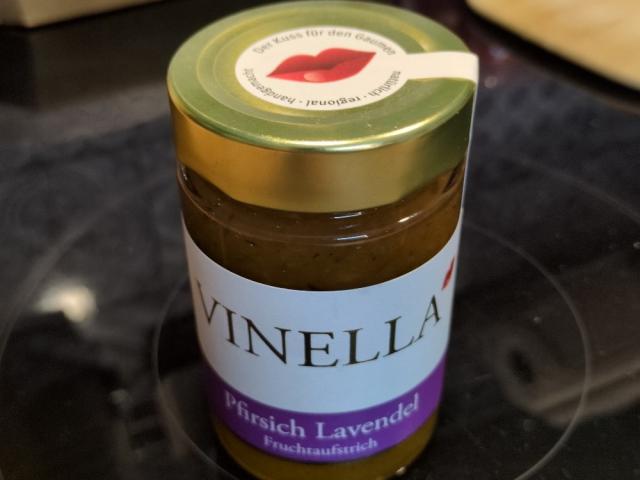 Der Kuss für den Gaumen
natürlich · regional · handgemacht
VINELLA
Pfirsich Lavendel
Fruchtaufstrich